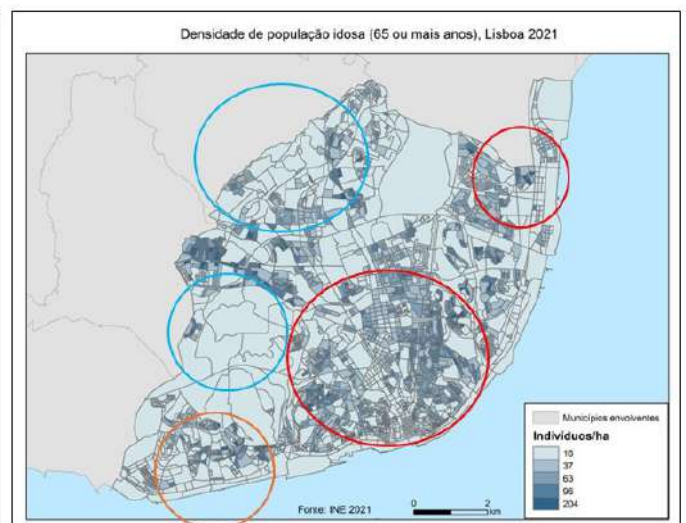 Densidade de população idosa (65 ou mais anos), Lisboa 2021
Municípios envolventes
Indivíduos/ha
10
37
63
96
204
Fonte: INE 2021
0 2
km